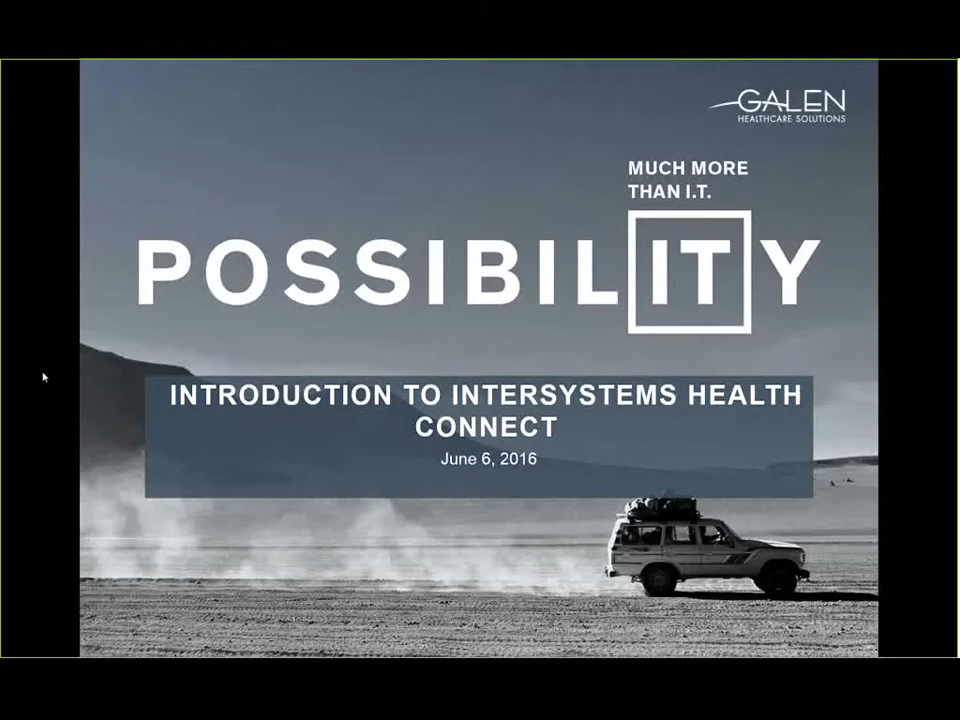 GALEN
HEALTHCARE SOLUTIONS
MUCH MORE
THAN I.T.
POSSIBILITY
INTRODUCTION TO INTERSYSTEMS HEALTH
CONNECT
June 6, 2016